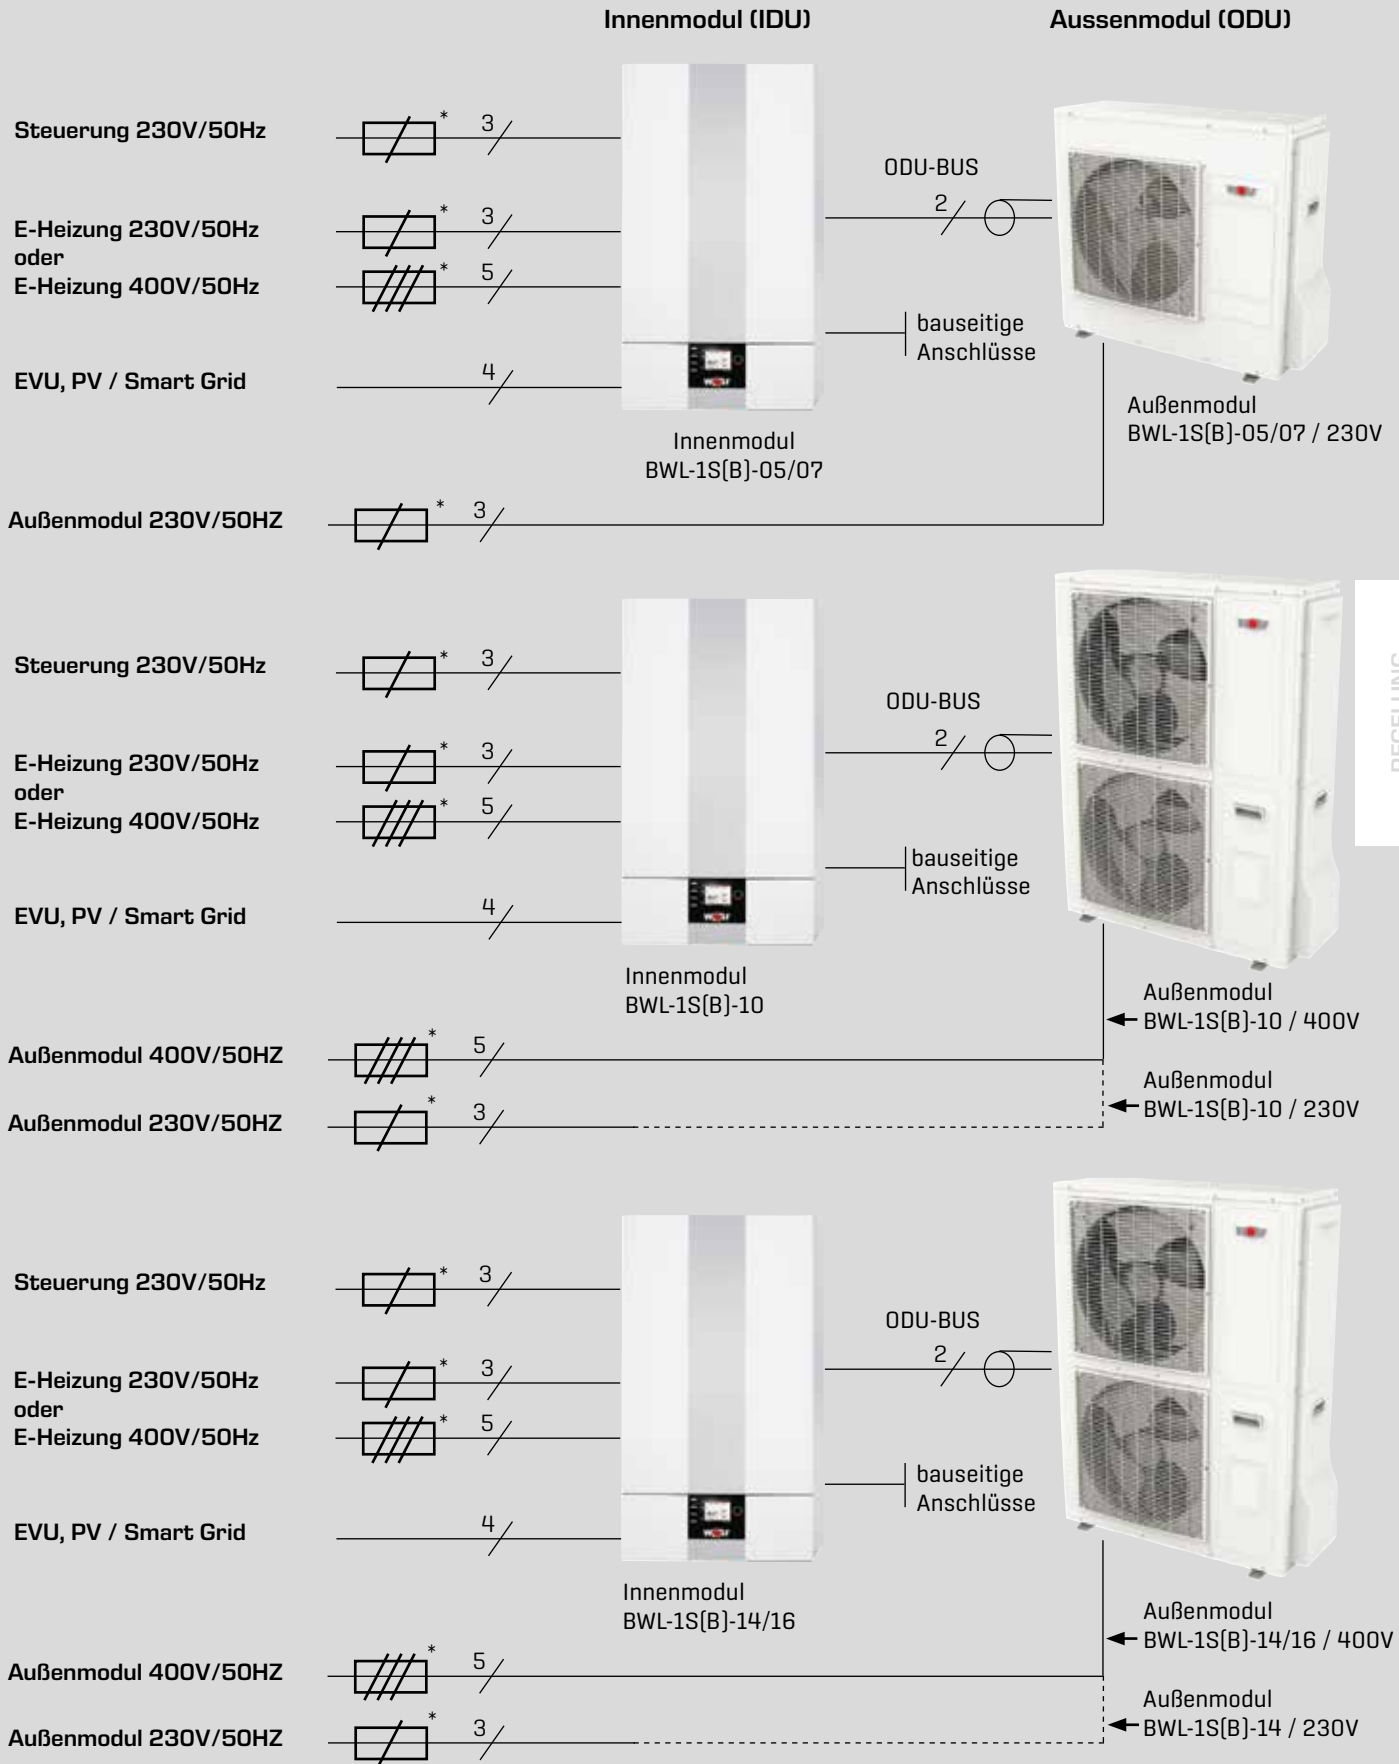 Innenmodul (IDU)
Aussenmodul (ODU)
Steuerung 230V/50Hz
* 3
E-Heizung 230V/50Hz
* 3
oder
E-Heizung 400V/50Hz
* 5
EVU, PV / Smart Grid
4
ODU-BUS
2
bauseitige
Anschlüsse
WOLF
Innenmodul
BWL-1S(B)-05/07
Außenmodul
BWL-1S(B)-05/07 / 230V
Außenmodul 230V/50HZ
* 3
Steuerung 230V/50Hz
* 3
E-Heizung 230V/50Hz
* 3
oder
E-Heizung 400V/50Hz
* 5
EVU, PV / Smart Grid
4
ODU-BUS
2
bauseitige
Anschlüsse
WOLF
REGELUNG
Innenmodul
BWL-1S(B)-10
Außenmodul
BWL-1S(B)-10 / 400V
Außenmodul 400V/50HZ
* 5
Außenmodul
BWL-1S(B)-10 / 230V
Außenmodul 230V/50HZ
* 3
Steuerung 230V/50Hz
* 3
E-Heizung 230V/50Hz
* 3
oder
E-Heizung 400V/50Hz
* 5
EVU, PV / Smart Grid
4
ODU-BUS
2
bauseitige
Anschlüsse
WOLF
Innenmodul
BWL-1S(B)-14/16
Außenmodul
BWL-1S(B)-14/16 / 400V
Außenmodul 400V/50HZ
* 5
Außenmodul
BWL-1S(B)-14 / 230V
Außenmodul 230V/50HZ
* 3